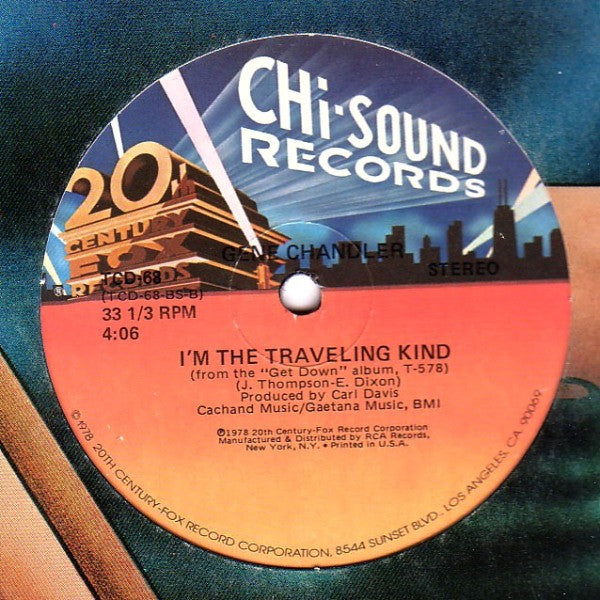 CHi-SOUND
RECORDS
20th
CENTURY
FOX
RECORDS
GENE CHANDLER
TCD-68
STEREO
(TCD-68-BS-B)
33 1/3 RPM
4:06
I'M THE TRAVELING KIND
(from the "Get Down" album, T-578)
(J. Thompson-E. Dixon)
Produced by Carl Davis
Cachand Music/Gaetana Music, BMI
℗1978 20th Century-Fox Record Corporation
Manufactured & Distributed by RCA Records,
New York, N.Y. • Printed in U.S.A.
©1978 20TH CENTURY-FOX RECORD CORPORATION, 8544 SUNSET BLVD. - LOS ANGELES, CA. 90069